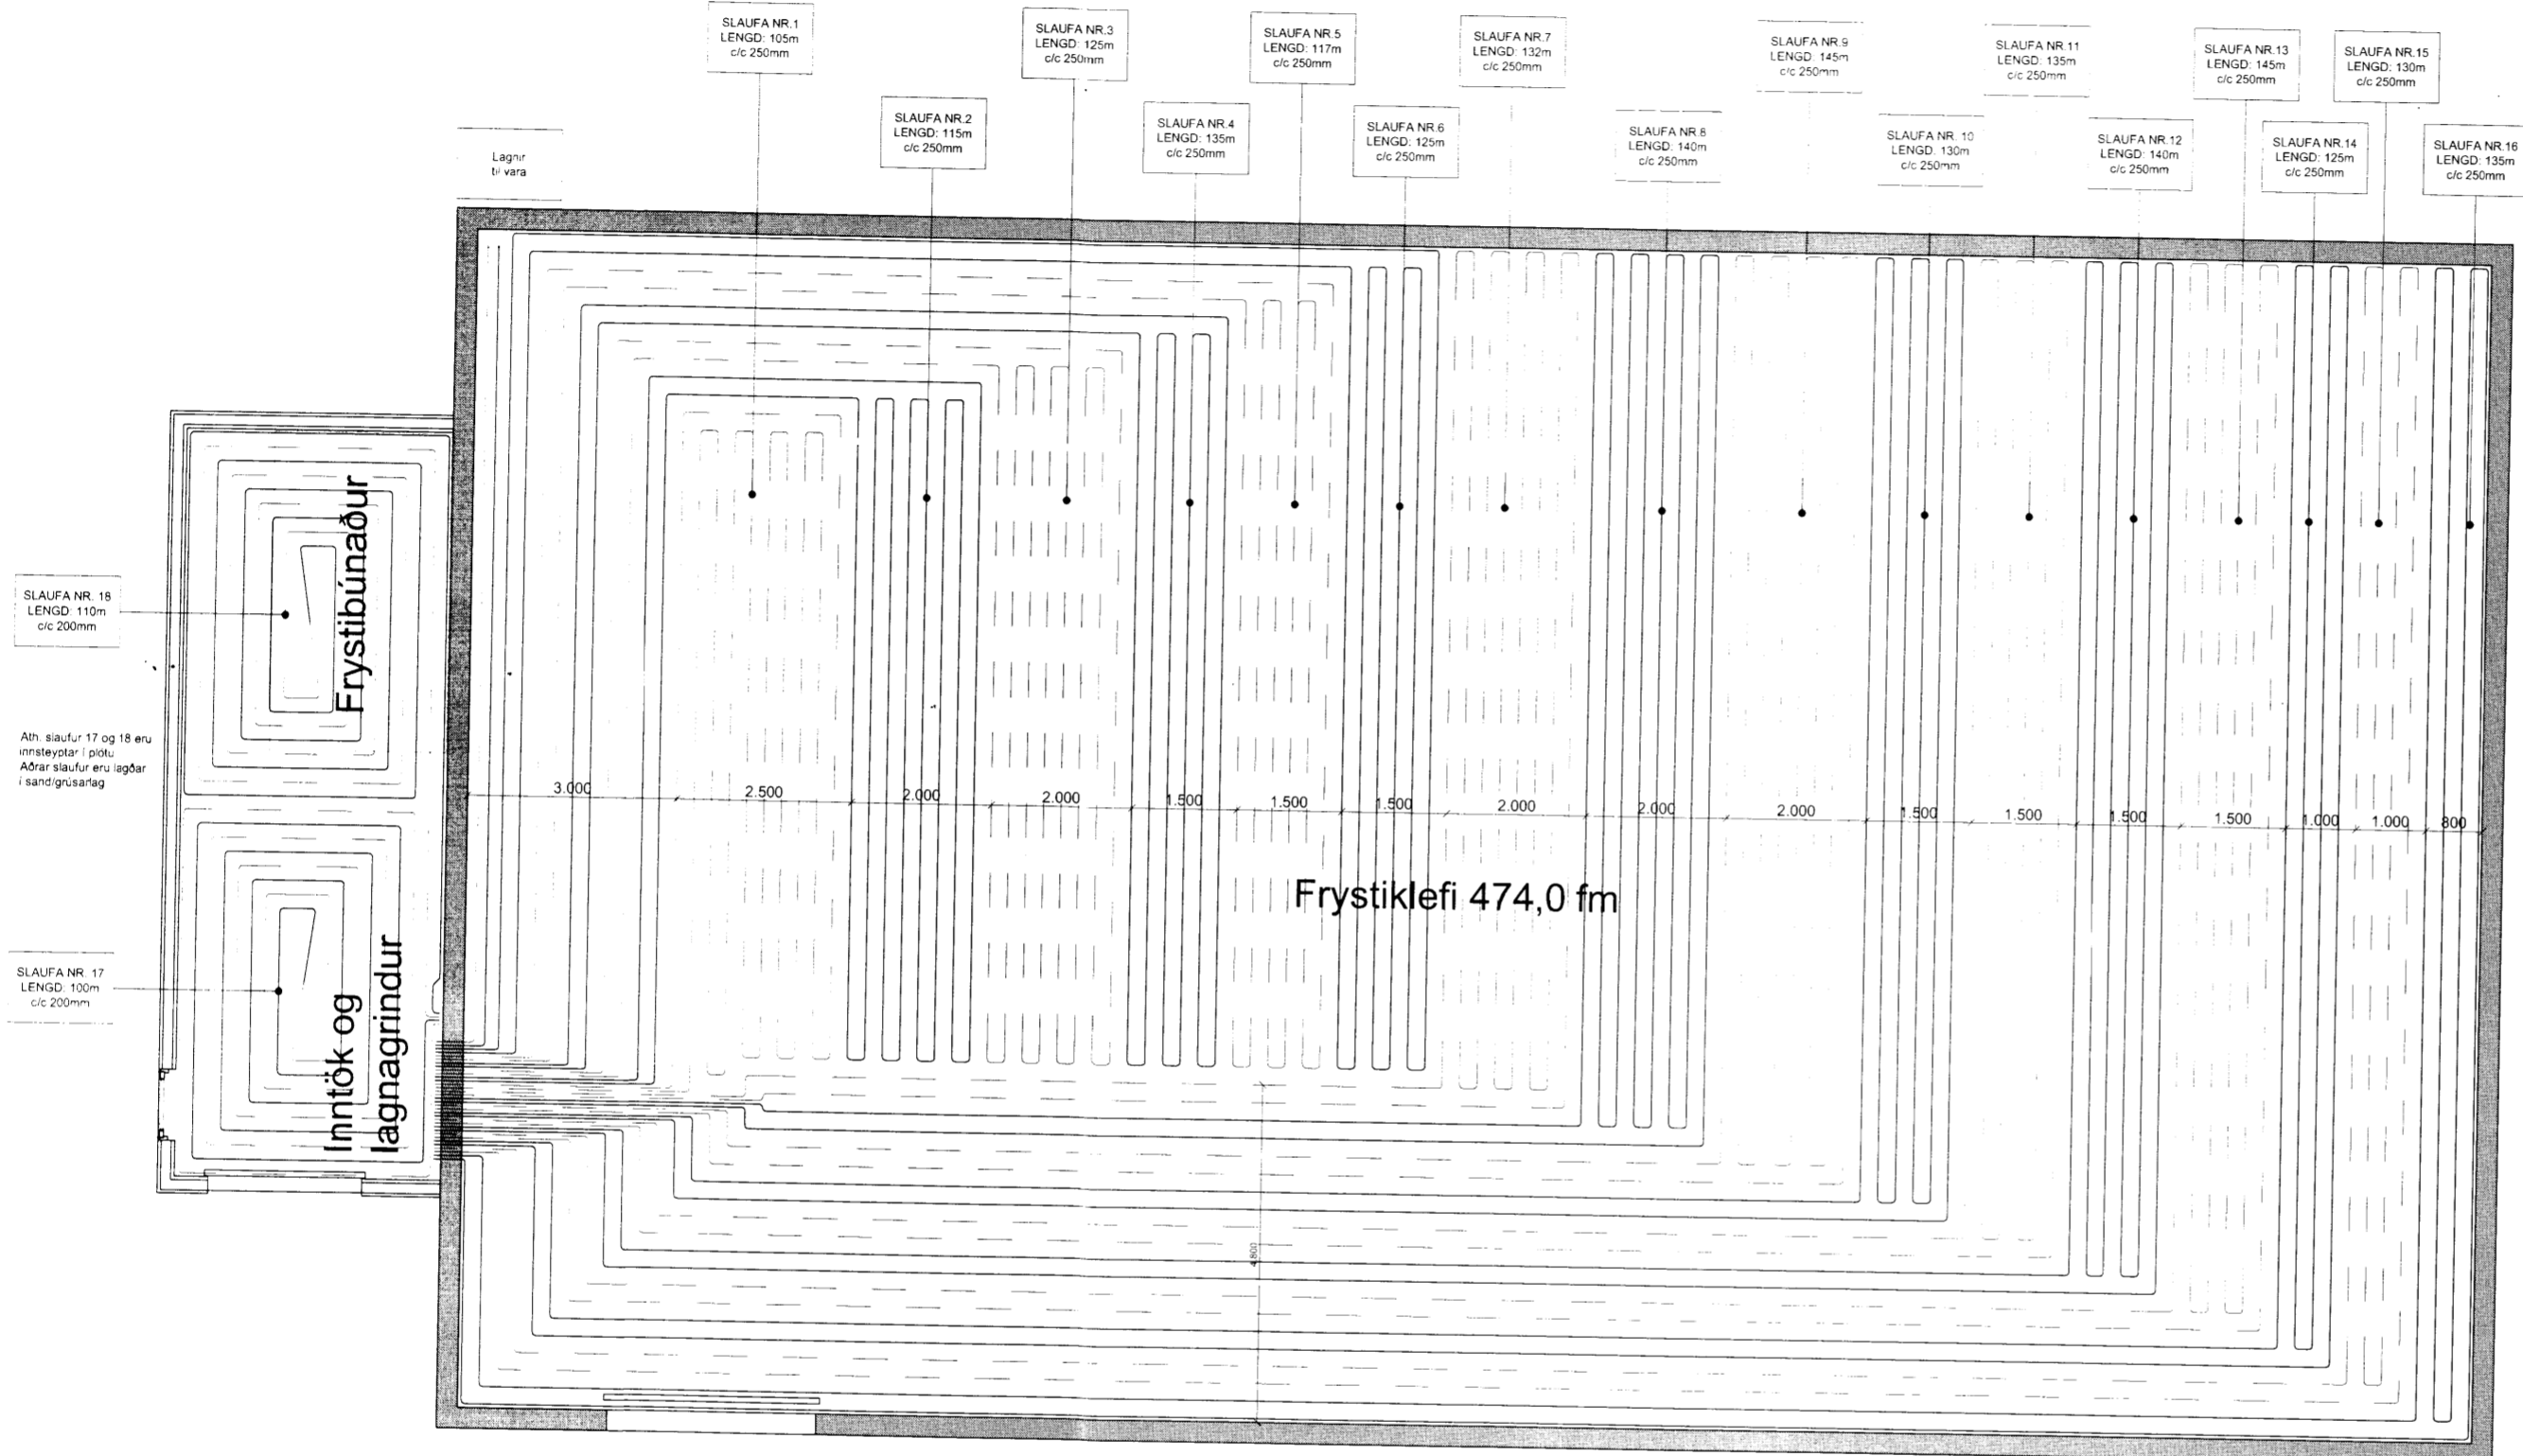 SLAUFA NR.1
LENGD: 105m
c/c 250mm
SLAUFA NR.3
LENGD: 125m
c/c 250mm
SLAUFA NR.5
LENGD: 117m
c/c 250mm
SLAUFA NR.7
LENGD: 132m
c/c 250mm
SLAUFA NR.9
LENGD: 145m
c/c 250mm
SLAUFA NR.11
LENGD: 135m
c/c 250mm
SLAUFA NR.13
LENGD: 145m
c/c 250mm
SLAUFA NR.15
LENGD: 130m
c/c 250mm
Lagnir
til vara
SLAUFA NR.2
LENGD: 115m
c/c 250mm
SLAUFA NR.4
LENGD: 135m
c/c 250mm
SLAUFA NR.6
LENGD: 125m
c/c 250mm
SLAUFA NR.8
LENGD: 140m
c/c 250mm
SLAUFA NR. 10
LENGD. 130m
c/c 250mm
SLAUFA NR.12
LENGD: 140m
c/c 250mm
SLAUFA NR.14
LENGD: 125m
c/c 250mm
SLAUFA NR.16
LENGD: 135m
c/c 250mm
Frystibúnaður
SLAUFA NR. 18
LENGD: 110m
c/c 200mm
Ath. slaufur 17 og 18 eru
innsteyptar í plötu
Aðrar slaufur eru lagðar
í sand/grúsarlag
3.000
2.500
2.000
2.000
1.500
1.500
1.500
2.000
2.000
2.000
1.500
1.500
1.500
1.500
1.000
1.000
800
Frystiklefi 474,0 fm
SLAUFA NR. 17
LENGD: 100m
c/c 200mm
Inntök og
lagnagrindur
4.800